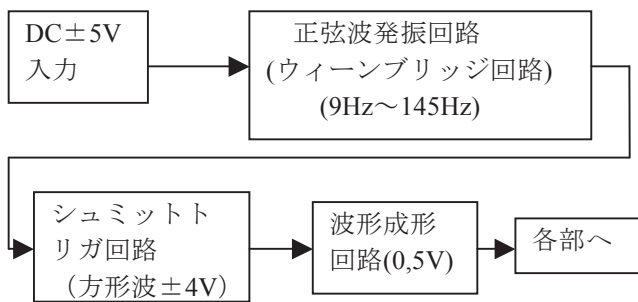 DC±5V
入力
正弦波発振回路
(ウィーンブリッジ回路)
(9Hz～145Hz)
シュミットト
リガ回路
（方形波±4V）
波形成形
回路(0,5V)
各部へ